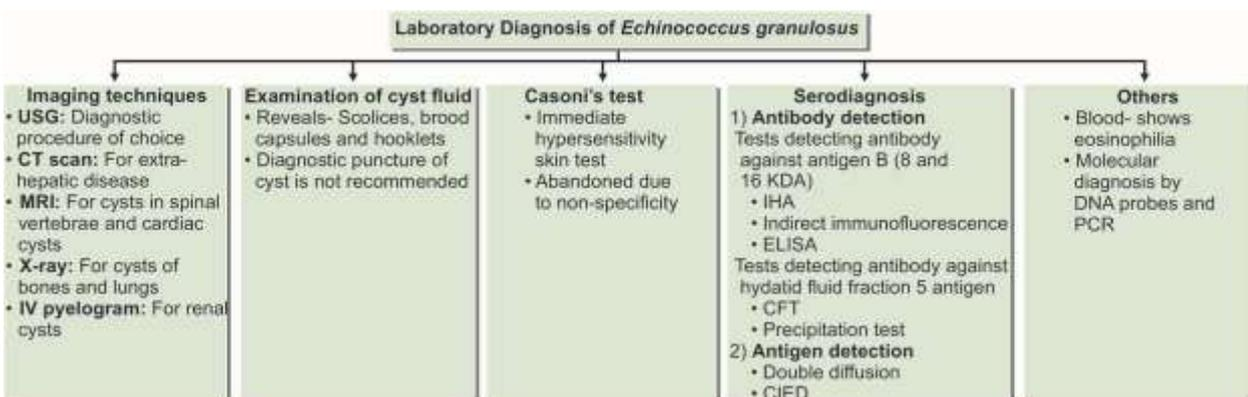 Laboratory Diagnosis of Echinococcus granulosus
Imaging techniques
• USG: Diagnostic
procedure of choice
• CT scan: For extra-
hepatic disease
• MRI: For cysts in spinal
vertebrae and cardiac
cysts
• X-ray: For cysts of
bones and lungs
• IV pyelogram: For renal
cysts
Examination of cyst fluid
• Reveals- Scolices, brood
capsules and hooklets
• Diagnostic puncture of
cyst is not recommended
Casoni's test
• Immediate
hypersensitivity
skin test
• Abandoned due
to non-specificity
Serodiagnosis
1) Antibody detection
Tests detecting antibody
against antigen B (8 and
16 KDA)
• IHA
• Indirect immunofluorescence
• ELISA
Tests detecting antibody against
hydatid fluid fraction 5 antigen
• CFT
• Precipitation test
2) Antigen detection
• Double diffusion
• CIED
Others
• Blood- shows
eosinophilia
• Molecular
diagnosis by
DNA probes and
PCR